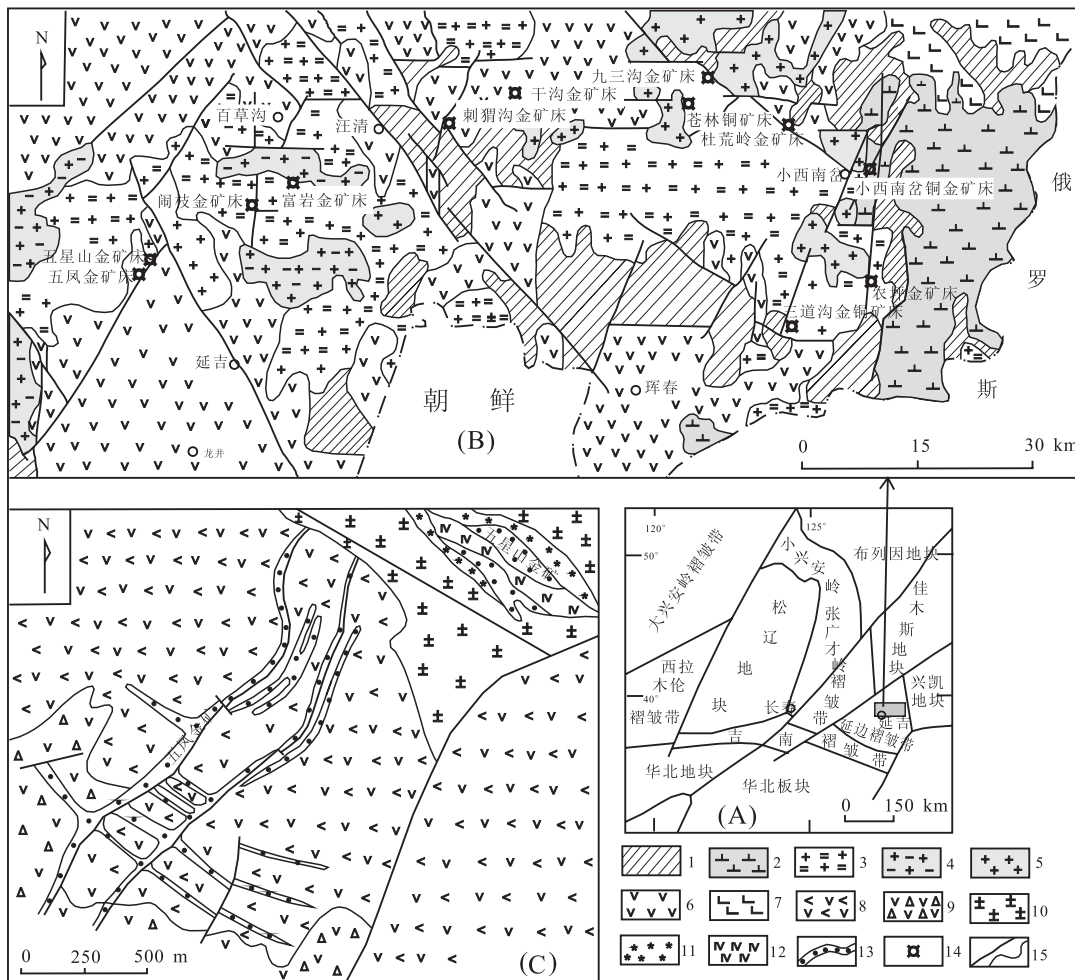 N
九三沟金矿床
干沟金矿床
百草沟
汪清
刺猬沟金矿床
苍林铜矿床
杜荒岭金矿床
小西南岔
小西南岔铜金矿床
俄
闹枝金矿床
富岩金矿床
五星山金矿床
五凤金矿床
罗
农坪金矿床
三道沟金铜矿床
延吉
朝 鲜
珲春
斯
龙井
(B)
0 15 30 km
N
五星山金矿
五凤金矿
0 250 500 m
(C)
120°
125°
50°
40°
大兴安岭褶皱带
小兴安岭张广才岭褶皱带
布列因地块
佳木斯地块
松辽地块
西拉木伦褶皱带
兴凯地块
长春
延吉
延边褶皱带
吉南褶皱带
华北地块
华北板块
(A)
0 150 km
1 2 3 4 5
6 7 8 9 10
11 12 13 14 15